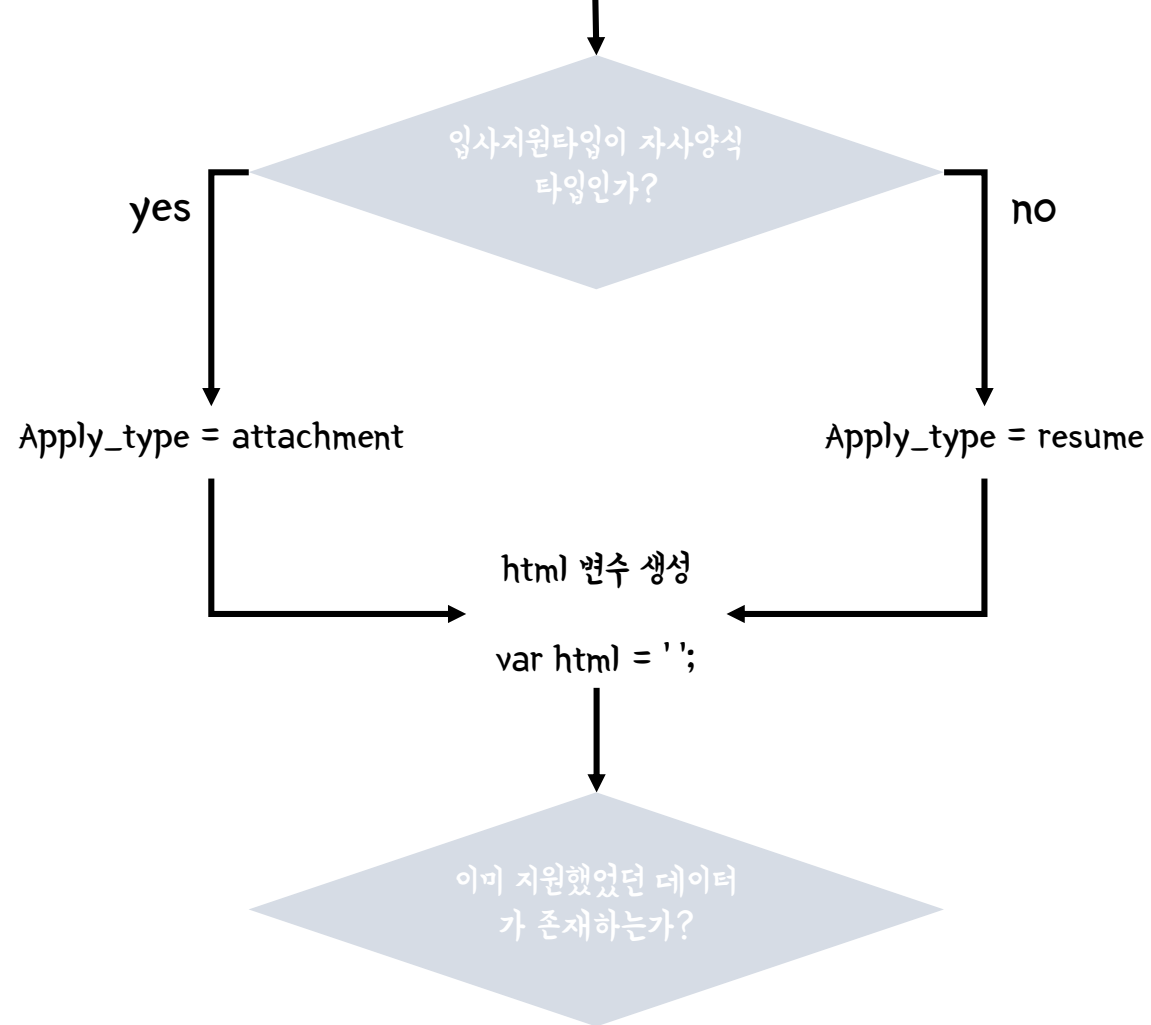 입사지원타입이 자사양식
타입인가?
yes
no
Apply_type = attachment
Apply_type = resume
html 변수 생성
var html = ' ';
이미 지원했었던 데이터
가 존재하는가?